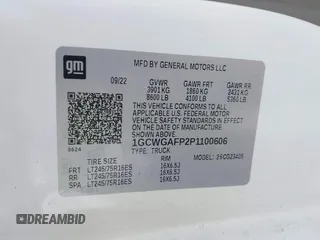 gm
MFD BY GENERAL MOTORS LLC
09/22 GVWR GAWR FRT GAWR RR
3901 KG 1860 KG 2431 KG
8600 LB 4100 LB 5360 LB
THIS VEHICLE CONFORMS TO ALL
APPLICABLE U.S. FEDERAL MOTOR
VEHICLE SAFETY STANDARDS IN
EFFECT ON THE DATE OF
MANUFACTURE SHOWN ABOVE.
1GCWGAFP2P1100606
TYPE: TRUCK
TIRE SIZE RIM
FRT LT245/75R16ES 16X6.5J
RR LT245/75R16ES 16X6.5J
SPA LT245/75R16ES 16X6.5J